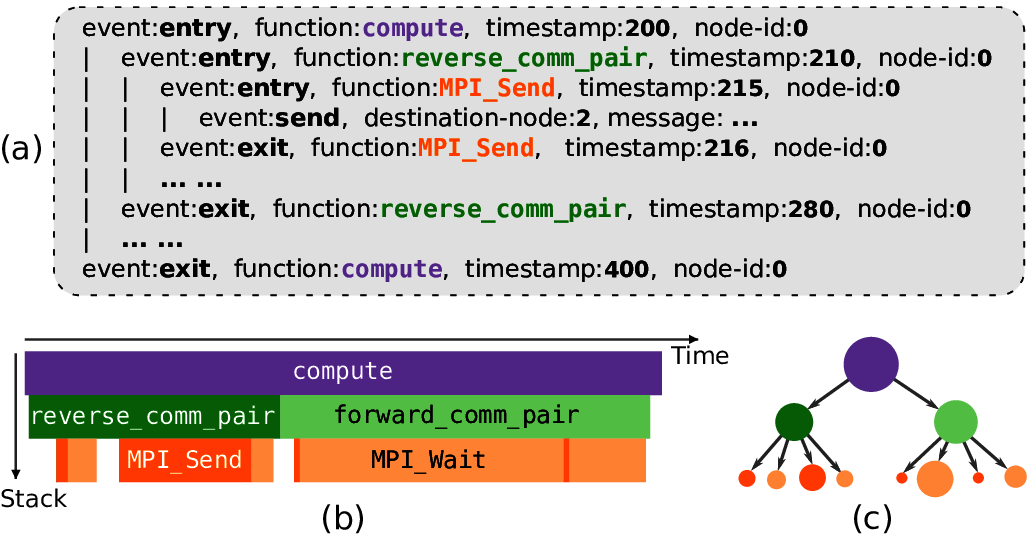 event:entry, function:compute, timestamp:200, node-id:0
| event:entry, function:reverse_comm_pair, timestamp:210, node-id:0
| | event:entry, function:MPI_Send, timestamp:215, node-id:0
| | | event:send, destination-node:2, message: ...
(a) | | event:exit, function:MPI_Send, timestamp:216, node-id:0
| | ... ...
| event:exit, function:reverse_comm_pair, timestamp:280, node-id:0
| ... ...
event:exit, function:compute, timestamp:400, node-id:0
Time
compute
reverse_comm_pair forward_comm_pair
MPI_Send MPI_Wait
Stack
(b) (c)